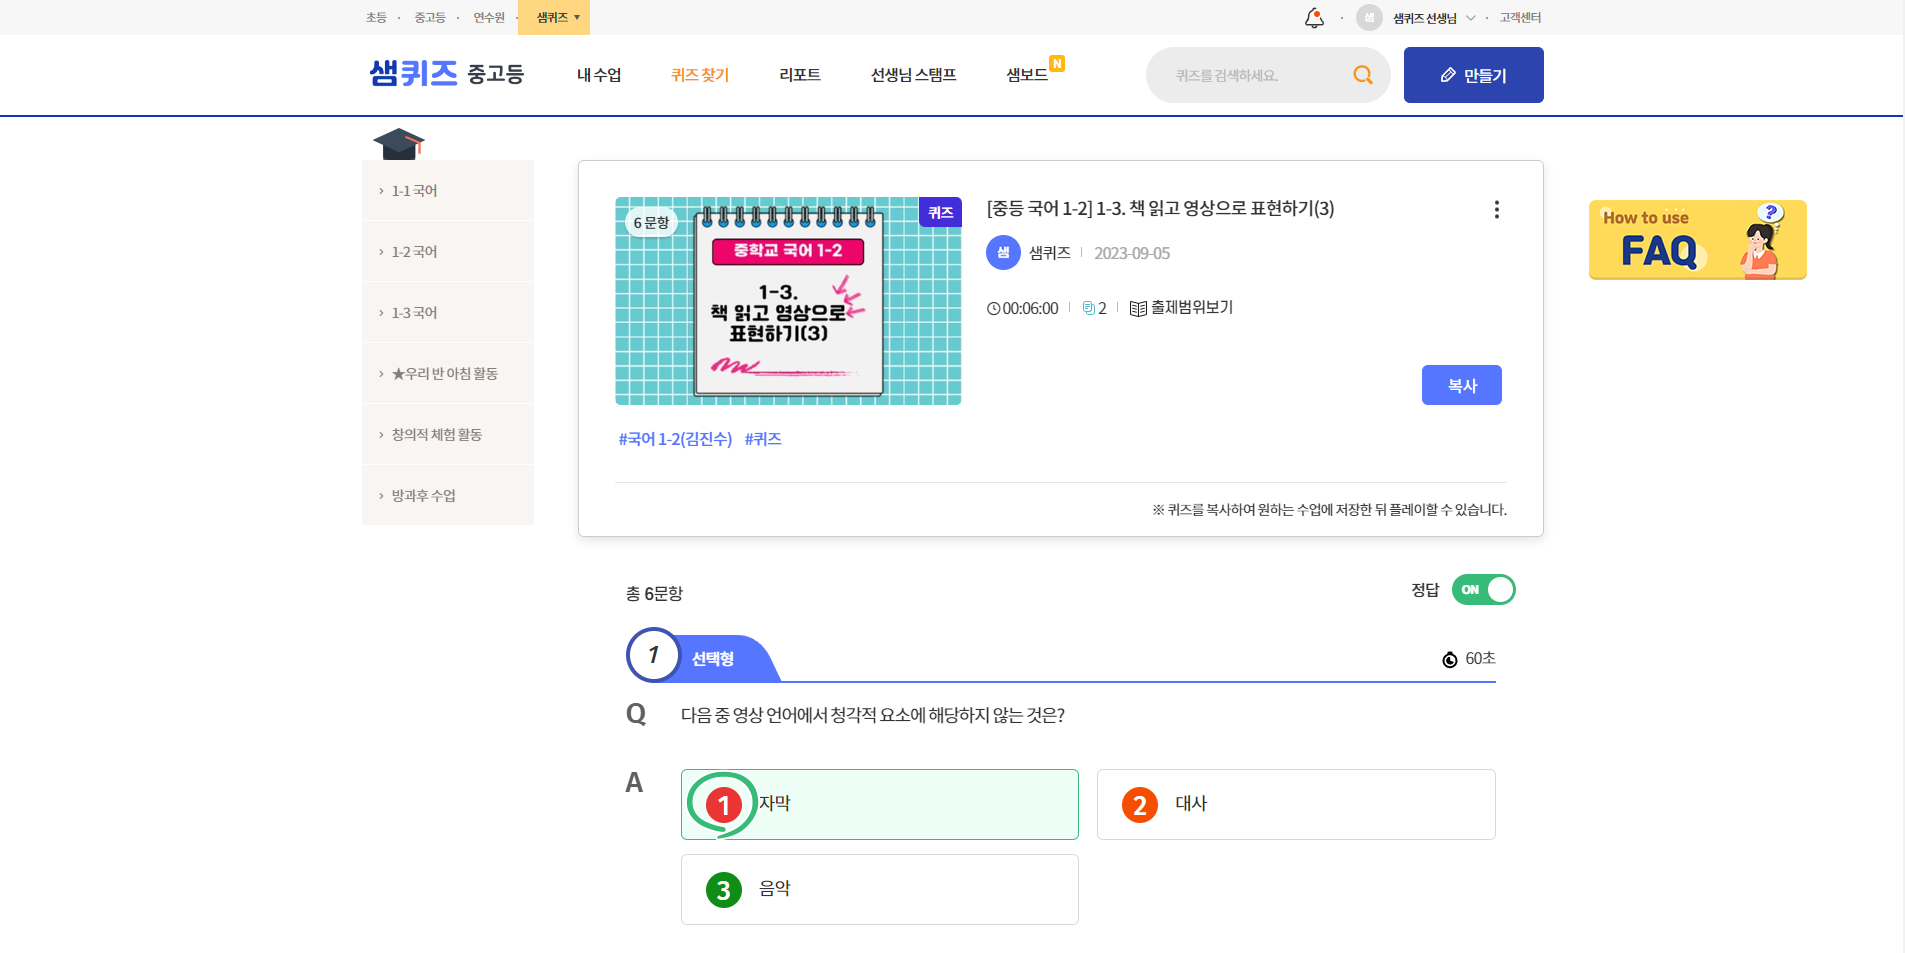 초등 · 중고등 · 연수원 · 샘퀴즈 ▼
샘 샘퀴즈 선생님 · 고객센터
샘퀴즈 중고등
내 수업 퀴즈 찾기 리포트 선생님 스탬프 샘보드 N
퀴즈를 검색하세요.
만들기
1-1 국어
1-2 국어
1-3 국어
★우리 반 아침 활동
창의적 체험 활동
방과후 수업
6 문항
퀴즈
중학교 국어 1-2
1-3.
책 읽고 영상으로
표현하기(3)
[중등 국어 1-2] 1-3. 책 읽고 영상으로 표현하기(3)
샘 샘퀴즈 2023-09-05
00:06:00 2 출제범위보기
복사
#국어 1-2(김진수) #퀴즈
※ 퀴즈를 복사하여 원하는 수업에 저장한 뒤 플레이할 수 있습니다.
How to use
FAQ
?
총 6문항
정답 ON
1 선택형
60초
Q 다음 중 영상 언어에서 청각적 요소에 해당하지 않는 것은?
A
1 자막
2 대사
3 음악